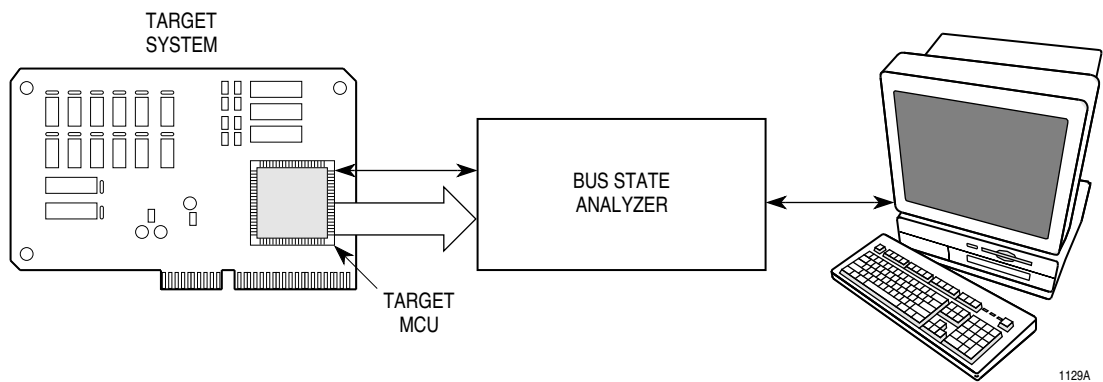 TARGET
SYSTEM
BUS STATE
ANALYZER
TARGET
MCU
1129A